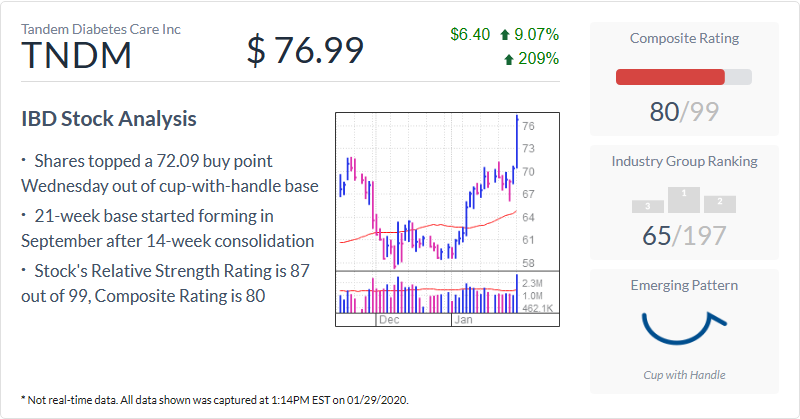 Tandem Diabetes Care Inc
TNDM
$ 76.99
$6.40 9.07%
209%
IBD Stock Analysis
· Shares topped a 72.09 buy point
Wednesday out of cup-with-handle base
· 21-week base started forming in
September after 14-week consolidation
· Stock's Relative Strength Rating is 87
out of 99, Composite Rating is 80
76
73
70
67
64
61
58
2.3M
1.0M
462.1K
Dec Jan
Composite Rating
80/99
Industry Group Ranking
3 1 2
65/197
Emerging Pattern
Cup with Handle
* Not real-time data. All data shown was captured at 1:14PM EST on 01/29/2020.